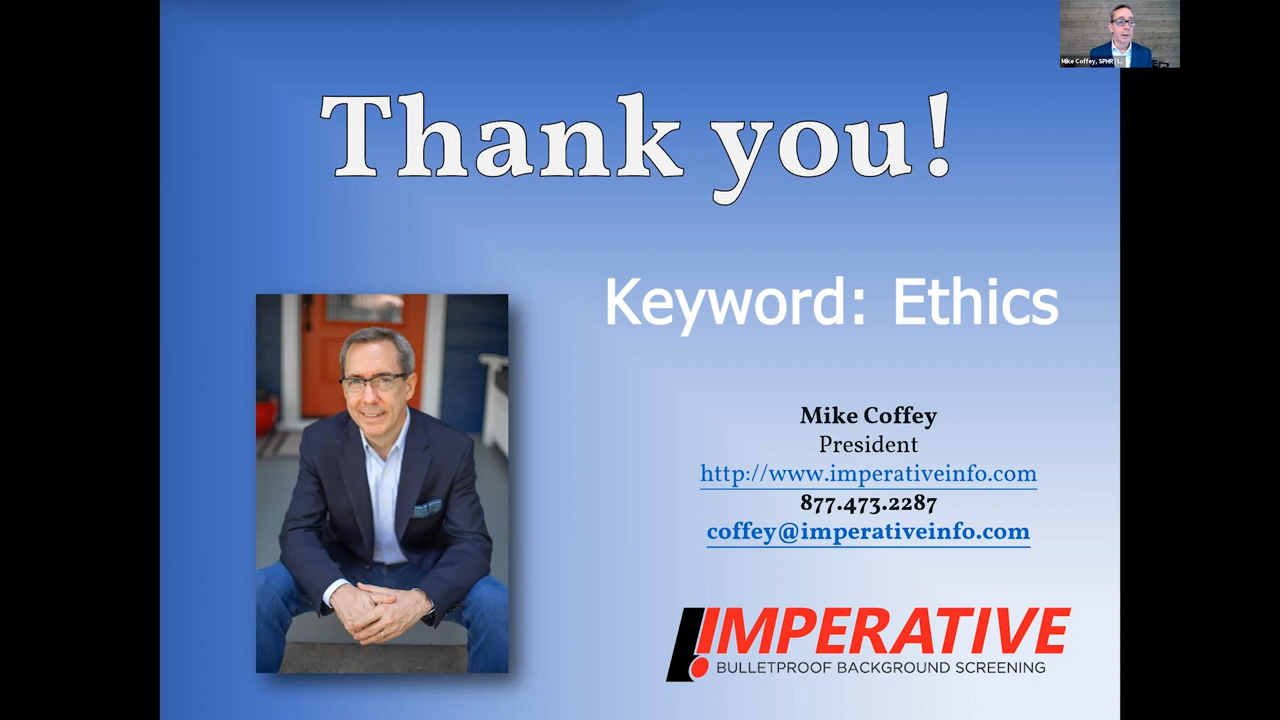 Mike Coffey, SPHR | I...
Thank you!
Keyword: Ethics
Mike Coffey
President
http://www.imperativeinfo.com
877.473.2287
coffey@imperativeinfo.com
IMPERATIVE
BULLETPROOF BACKGROUND SCREENING